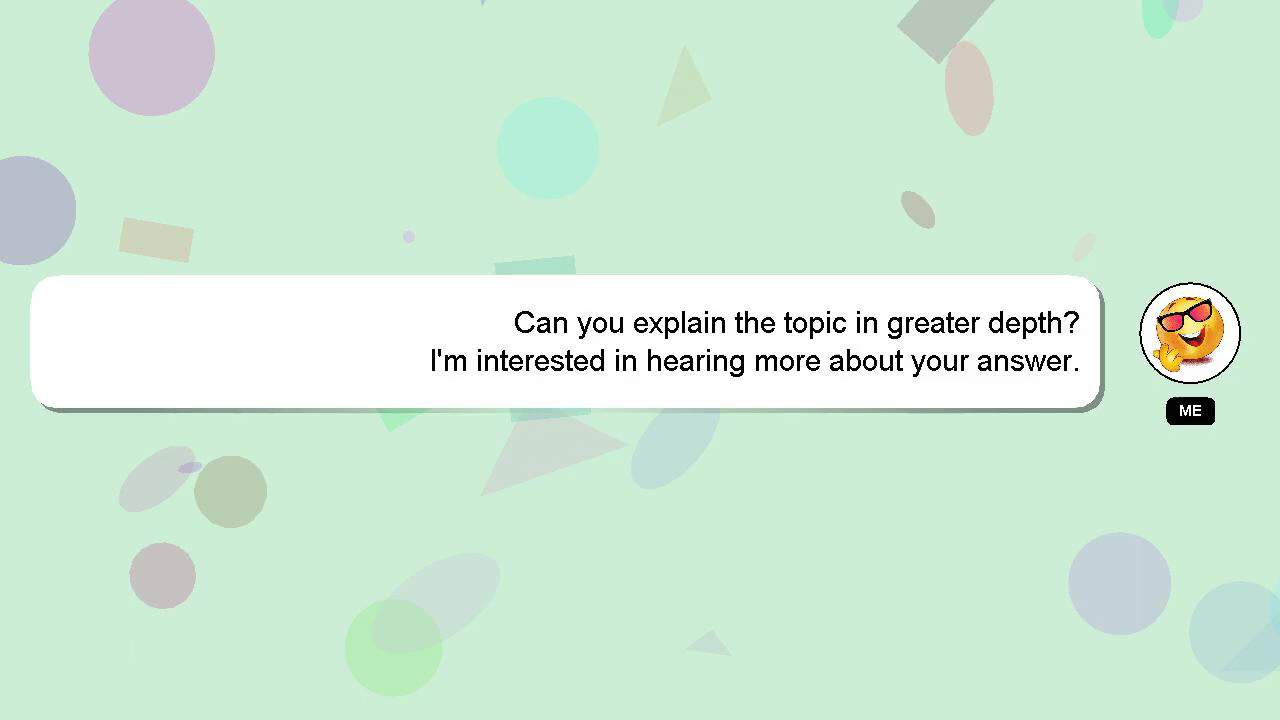 Can you explain the topic in greater depth?
I'm interested in hearing more about your answer.
ME